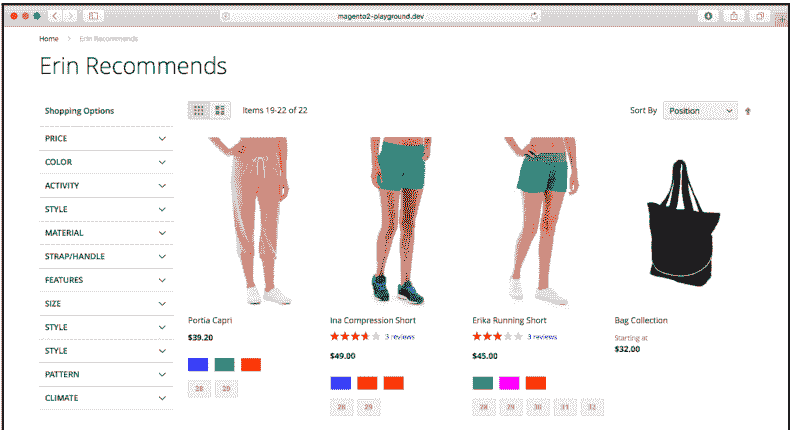 magento2-playground.dev
Home > Erin Recommends
Erin Recommends
Shopping Options
PRICE
COLOR
ACTIVITY
STYLE
MATERIAL
STRAP/HANDLE
FEATURES
SIZE
STYLE
STYLE
PATTERN
CLIMATE
Items 19-22 of 22
Sort By Position
Portia Capri
$39.20
28 29
Ina Compression Short
3 reviews
$49.00
28 29
Erika Running Short
3 reviews
$45.00
28 29 30 31 32
Bag Collection
Starting at
$32.00